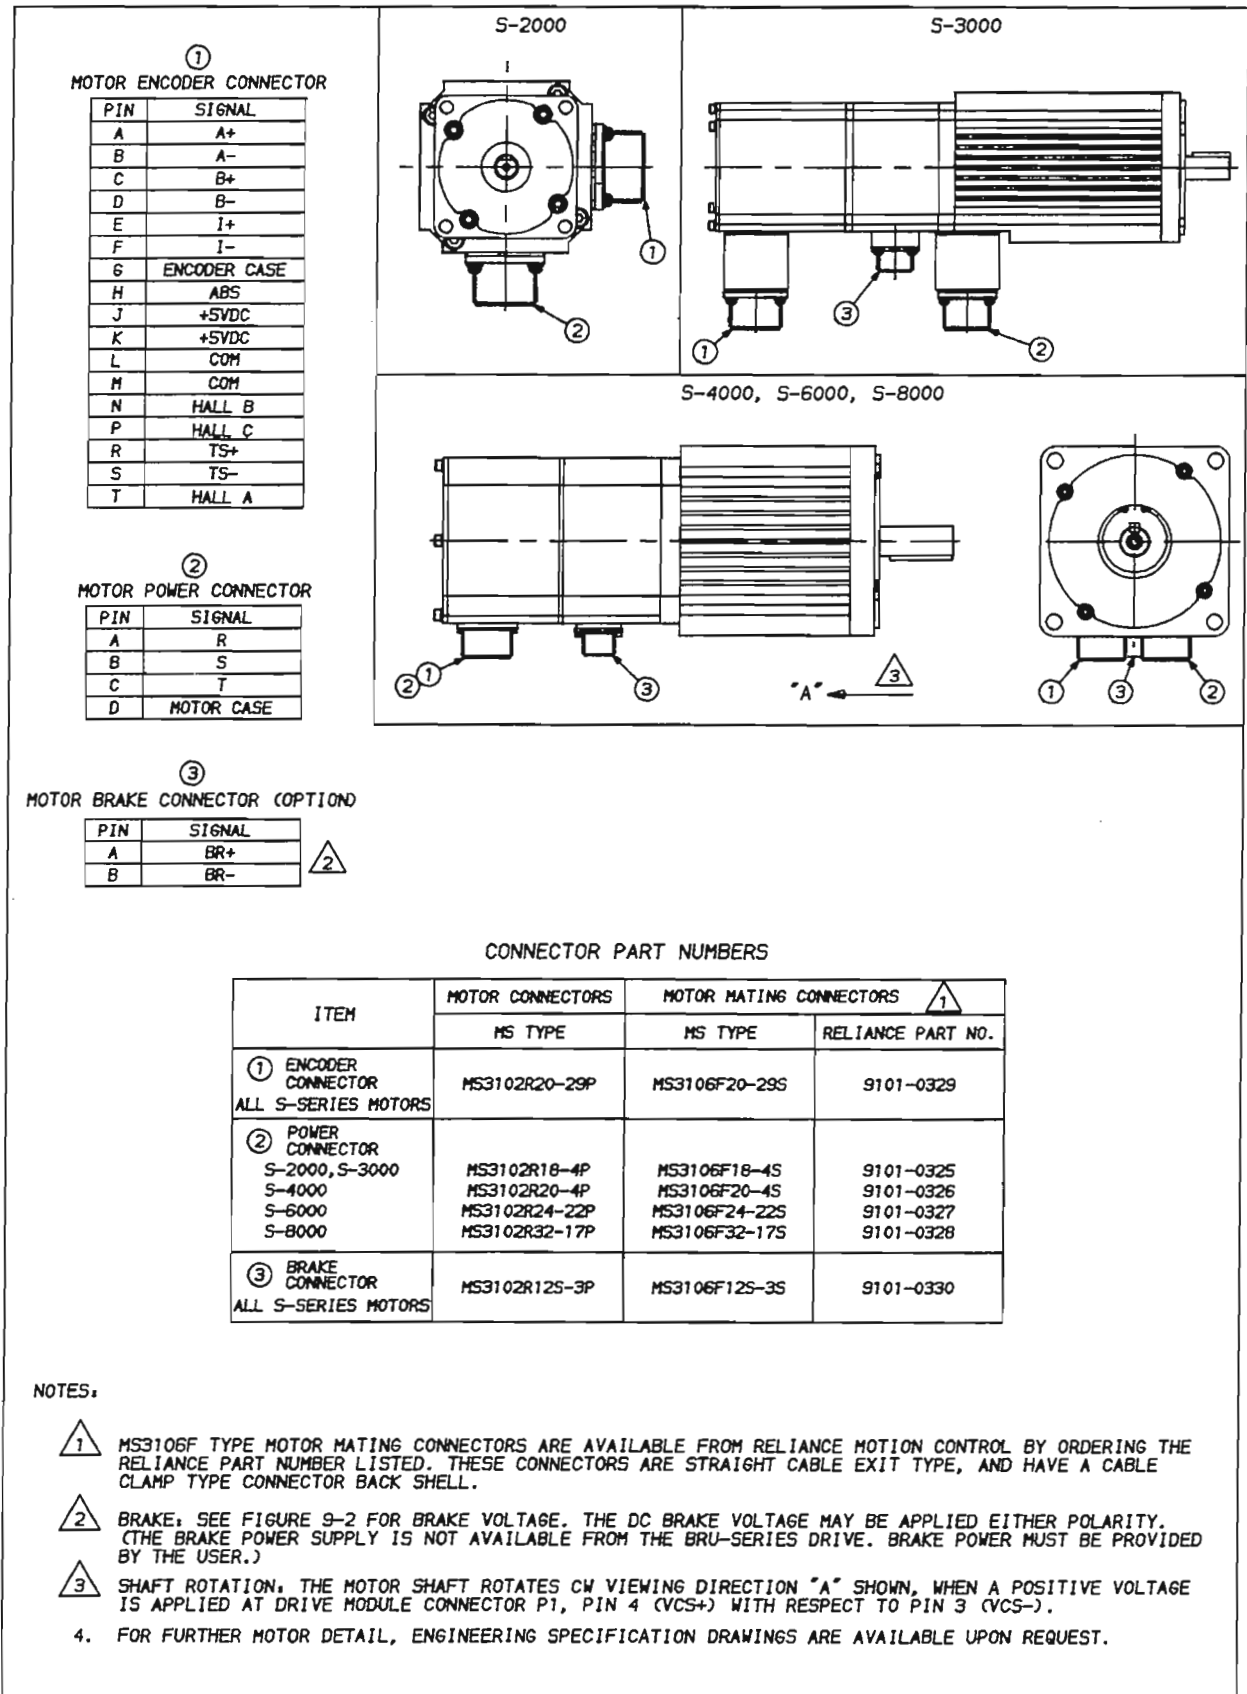 ①
MOTOR ENCODER CONNECTOR
PIN SIGNAL
A A+
B A-
C B+
D B-
E I+
F I-
G ENCODER CASE
H ABS
J +5VDC
K +5VDC
L COM
M COM
N HALL B
P HALL C
R TS+
S TS-
T HALL A
②
MOTOR POWER CONNECTOR
PIN SIGNAL
A R
B S
C T
D MOTOR CASE
③
MOTOR BRAKE CONNECTOR (OPTION)
PIN SIGNAL
A BR+
B BR-
2
S-2000
①
②
S-3000
①
③
②
S-4000, S-6000, S-8000
② ①
③
"A"
3
①
③
②
CONNECTOR PART NUMBERS
ITEM
MOTOR CONNECTORS
MOTOR MATING CONNECTORS 1
MS TYPE
MS TYPE
RELIANCE PART NO.
① ENCODER
CONNECTOR
ALL S-SERIES MOTORS
MS3102R20-29P MS3106F20-29S 9101-0329
② POWER
CONNECTOR
S-2000,S-3000 MS3102R18-4P MS3106F18-4S 9101-0325
S-4000 MS3102R20-4P MS3106F20-4S 9101-0326
S-6000 MS3102R24-22P MS3106F24-22S 9101-0327
S-8000 MS3102R32-17P MS3106F32-17S 9101-0328
③ BRAKE
CONNECTOR
ALL S-SERIES MOTORS
MS3102R12S-3P MS3106F12S-3S 9101-0330
NOTES:
1 MS3106F TYPE MOTOR MATING CONNECTORS ARE AVAILABLE FROM RELIANCE MOTION CONTROL BY ORDERING THE
RELIANCE PART NUMBER LISTED. THESE CONNECTORS ARE STRAIGHT CABLE EXIT TYPE, AND HAVE A CABLE
CLAMP TYPE CONNECTOR BACK SHELL.
2 BRAKE: SEE FIGURE 9-2 FOR BRAKE VOLTAGE. THE DC BRAKE VOLTAGE MAY BE APPLIED EITHER POLARITY.
(THE BRAKE POWER SUPPLY IS NOT AVAILABLE FROM THE BRU-SERIES DRIVE. BRAKE POWER MUST BE PROVIDED
BY THE USER.)
3 SHAFT ROTATION: THE MOTOR SHAFT ROTATES CW VIEWING DIRECTION "A" SHOWN, WHEN A POSITIVE VOLTAGE
IS APPLIED AT DRIVE MODULE CONNECTOR P1, PIN 4 (VCS+) WITH RESPECT TO PIN 3 (VCS-).
4. FOR FURTHER MOTOR DETAIL, ENGINEERING SPECIFICATION DRAWINGS ARE AVAILABLE UPON REQUEST.